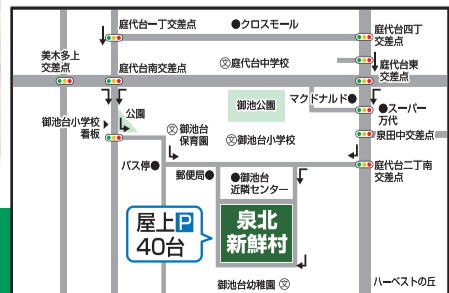 庭代台一丁交差点
●クロスモール
庭代台四丁
交差点
美木多上
交差点
庭代台南交差点
文庭代台中学校
庭代台東
交差点
御池公園
マクドナルド●
●スーパー
万代
御池台小学校
看板
公園
文御池台
保育園
文御池台小学校
泉田中交差点
バス停●
郵便局●
●御池台
近隣センター
庭代台二丁南
交差点
屋上P
40台
泉北
新鮮村
御池台幼稚園文
ハーベストの丘